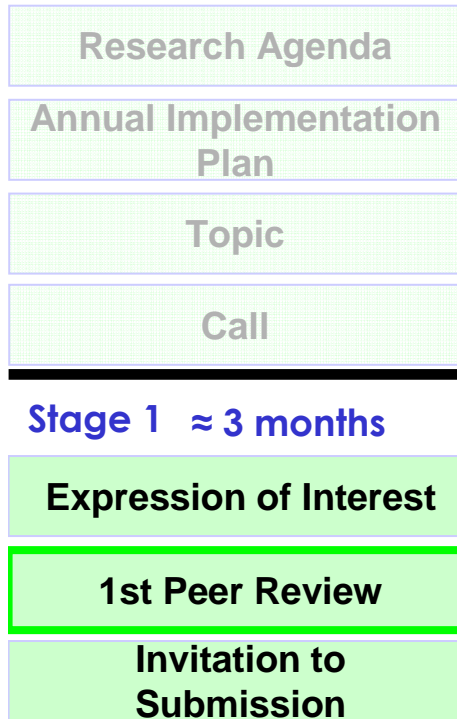 Research Agenda
Annual Implementation
Plan
Topic
Call
Stage 1 ≈ 3 months
Expression of Interest
1st Peer Review
Invitation to
Submission